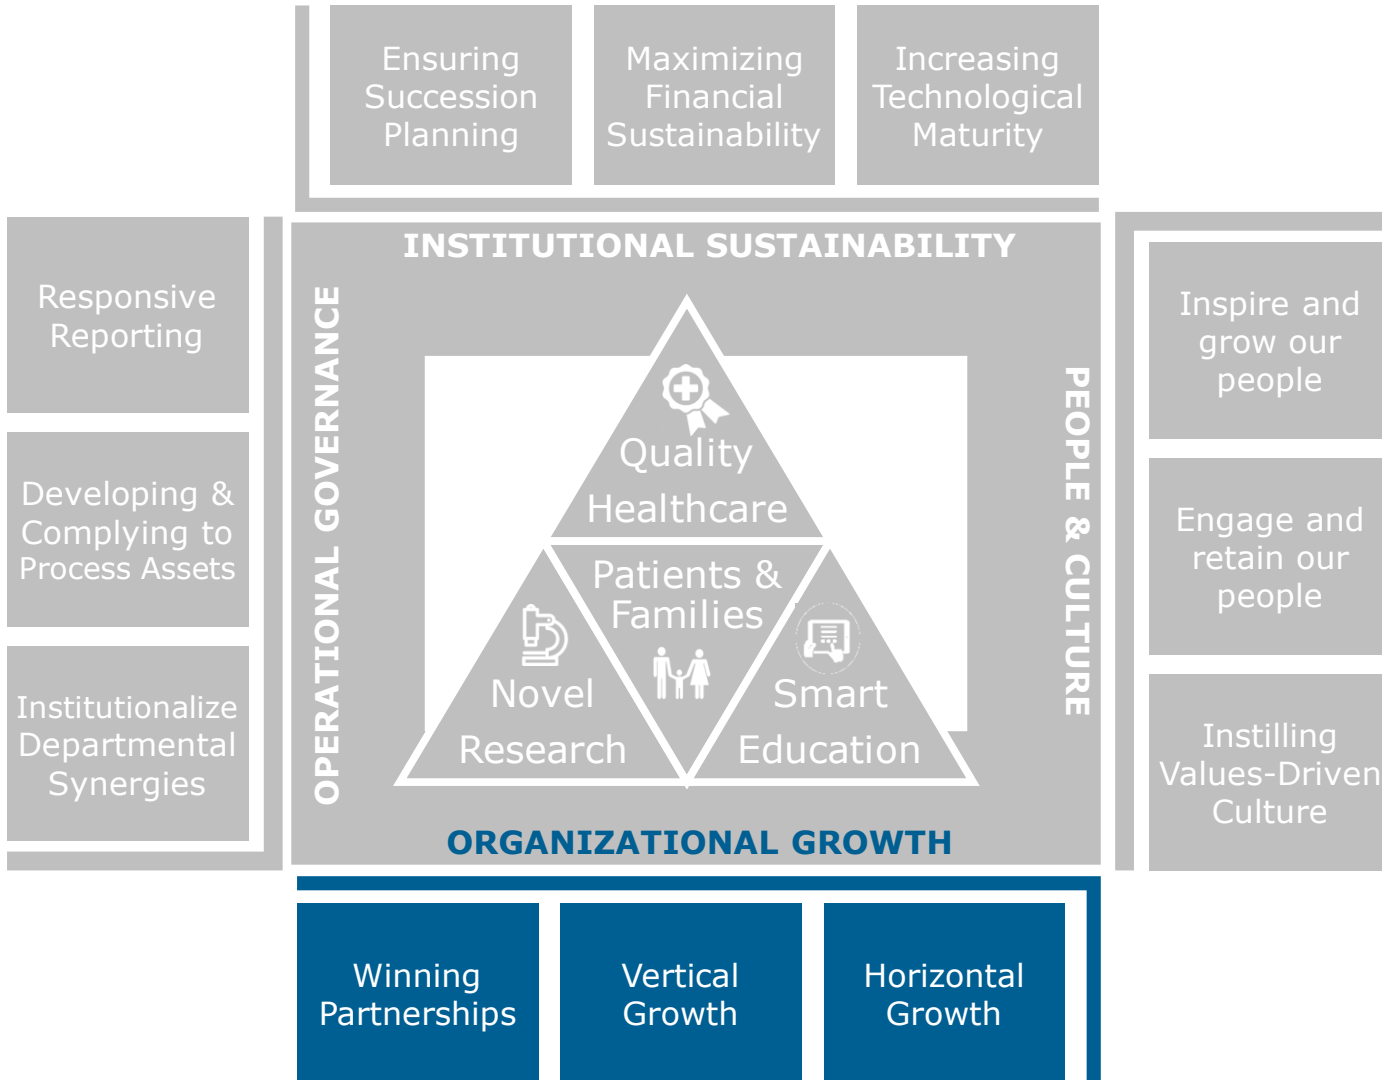 Ensuring
Succession
Planning
Maximizing
Financial
Sustainability
Increasing
Technological
Maturity
INSTITUTIONAL SUSTAINABILITY
Responsive
Reporting
Developing &
Complying to
Process Assets
Institutionalize
Departmental
Synergies
OPERATIONAL GOVERNANCE
Quality
Healthcare
Patients &
Families
Novel
Research
Smart
Education
PEOPLE & CULTURE
Inspire and
grow our
people
Engage and
retain our
people
Instilling
Values-Driven
Culture
ORGANIZATIONAL GROWTH
Winning
Partnerships
Vertical
Growth
Horizontal
Growth